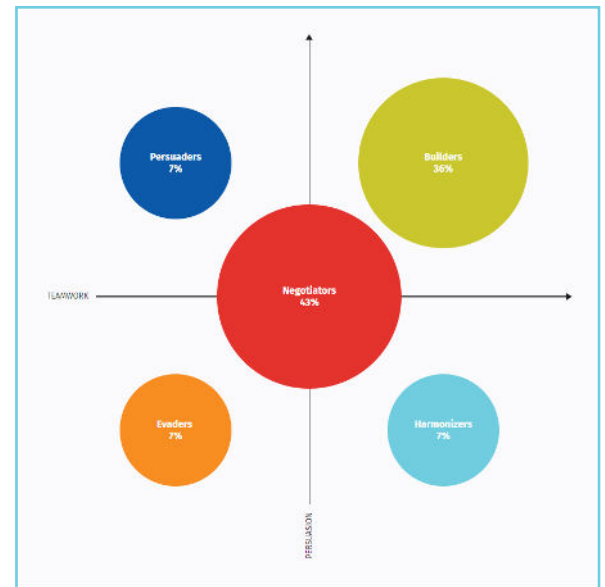 Persuaders
7%
Builders
36%
Negotiators
43%
TEAMWORK
Evaders
7%
Harmonizers
7%
PERSUASION